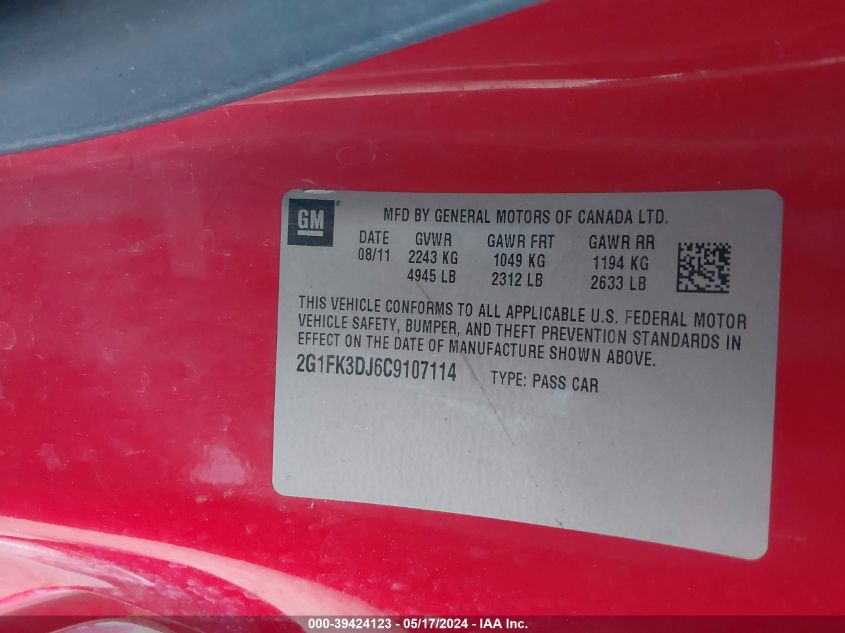 GM ®
MFD BY GENERAL MOTORS OF CANADA LTD.
DATE GVWR GAWR FRT GAWR RR
08/11 2243 KG 1049 KG 1194 KG
4945 LB 2312 LB 2633 LB
THIS VEHICLE CONFORMS TO ALL APPLICABLE U.S. FEDERAL MOTOR
VEHICLE SAFETY, BUMPER, AND THEFT PREVENTION STANDARDS IN
EFFECT ON THE DATE OF MANUFACTURE SHOWN ABOVE.
2G1FK3DJ6C9107114 TYPE: PASS CAR
000-39424123 - 05/17/2024 - IAA Inc.